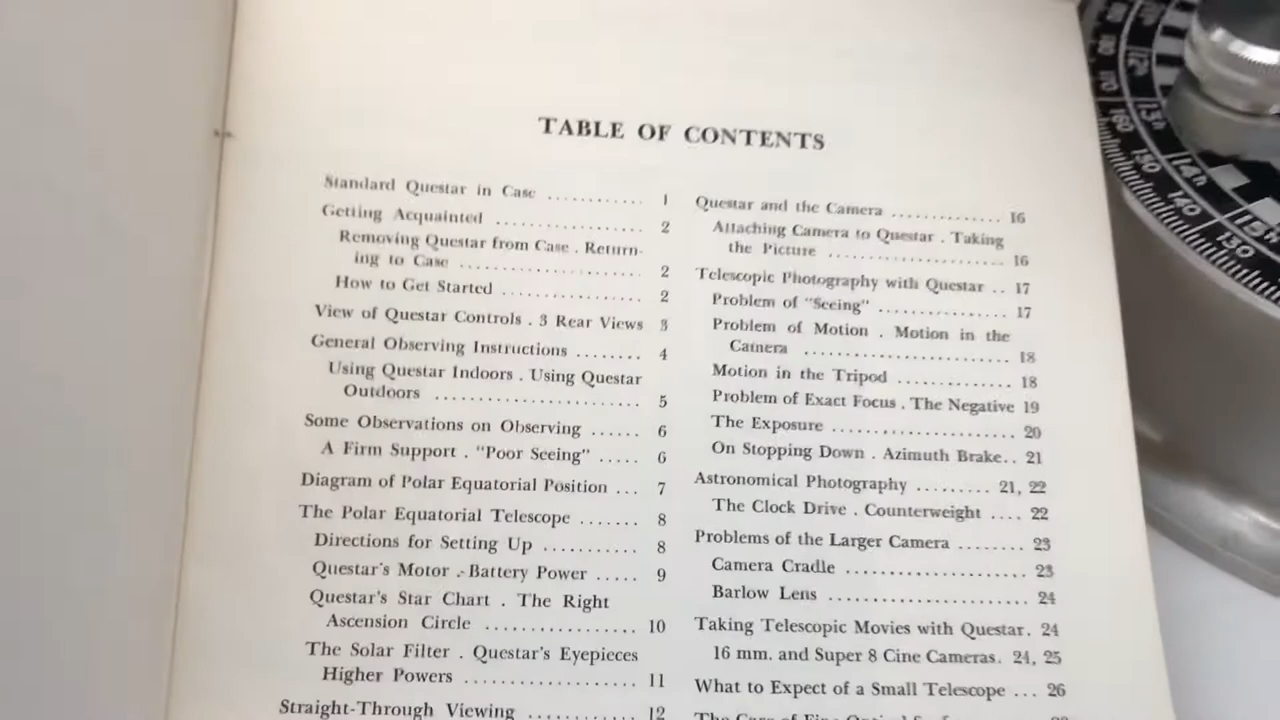 TABLE OF CONTENTS
Standard Questar in Case ............ 1
Getting Acquainted ...................... 2
Removing Questar from Case . Return-
ing to Case .......................... 2
How to Get Started .................. 2
View of Questar Controls . 3 Rear Views 3
General Observing Instructions ........ 4
Using Questar Indoors . Using Questar
Outdoors .............................. 5
Some Observations on Observing ...... 6
A Firm Support . "Poor Seeing" ..... 6
Diagram of Polar Equatorial Position ... 7
The Polar Equatorial Telescope ....... 8
Directions for Setting Up ........... 8
Questar's Motor . Battery Power ..... 9
Questar's Star Chart . The Right
Ascension Circle ................ 10
The Solar Filter . Questar's Eyepieces
Higher Powers .................. 11
Straight-Through Viewing ............ 12
Questar and the Camera .............. 16
Attaching Camera to Questar . Taking
the Picture ........................ 16
Telescopic Photography with Questar .. 17
Problem of "Seeing" ................ 17
Problem of Motion . Motion in the
Camera ............................ 18
Motion in the Tripod .............. 18
Problem of Exact Focus . The Negative 19
The Exposure ...................... 20
On Stopping Down . Azimuth Brake.. 21
Astronomical Photography ......... 21, 22
The Clock Drive . Counterweight .... 22
Problems of the Larger Camera ........ 23
Camera Cradle ...................... 23
Barlow Lens ........................ 24
Taking Telescopic Movies with Questar. 24
16 mm. and Super 8 Cine Cameras. 24, 25
What to Expect of a Small Telescope ... 26
12h
13h
14h
15h
170
160
150
140
130